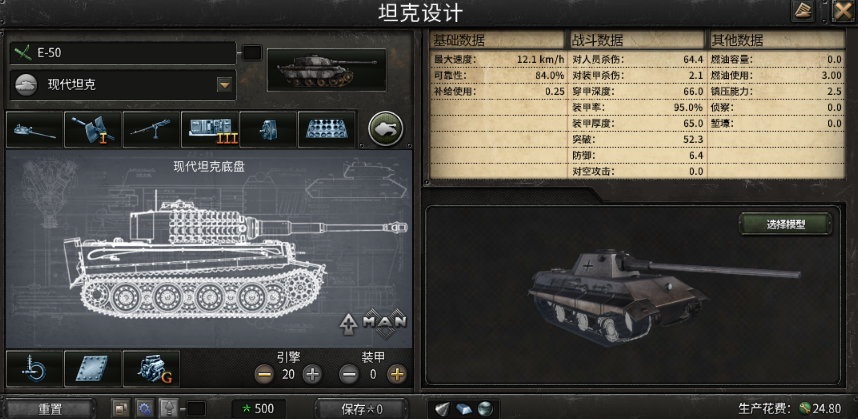 坦克设计
E-50
现代坦克
I
III
现代坦克底盘
MAN
G
引擎
20
装甲
0
重置
500
保存 0
基础数据
最大速度: 12.1 km/h
可靠性: 84.0%
补给使用: 0.25
战斗数据
对人员杀伤: 64.4
对装甲杀伤: 2.1
穿甲深度: 66.0
装甲率: 95.0%
装甲厚度: 65.0
突破: 52.3
防御: 6.4
对空攻击: 0.0
其他数据
燃油容量: 0.0
燃油使用: 3.00
镇压能力: 2.5
侦察: 0.0
堑壕: 0.0
选择模型
生产花费: 24.80